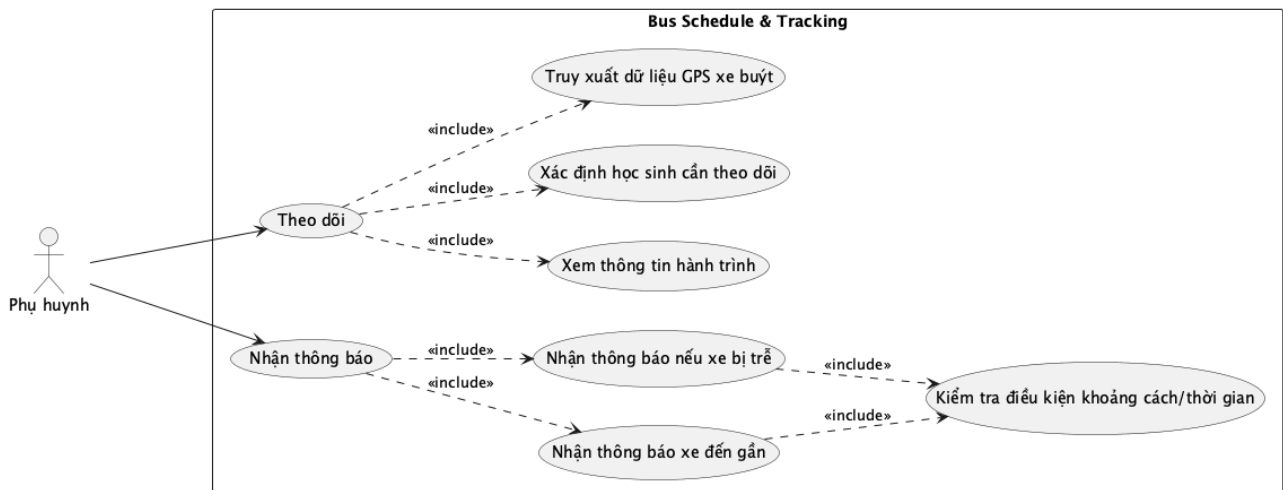 Bus Schedule & Tracking
Truy xuất dữ liệu GPS xe buýt
«include»
Xác định học sinh cần theo dõi
«include»
Theo dõi
«include»
Xem thông tin hành trình
Phụ huynh
Nhận thông báo
«include»
Nhận thông báo nếu xe bị trễ
«include»
«include»
Kiểm tra điều kiện khoảng cách/thời gian
«include»
Nhận thông báo xe đến gần